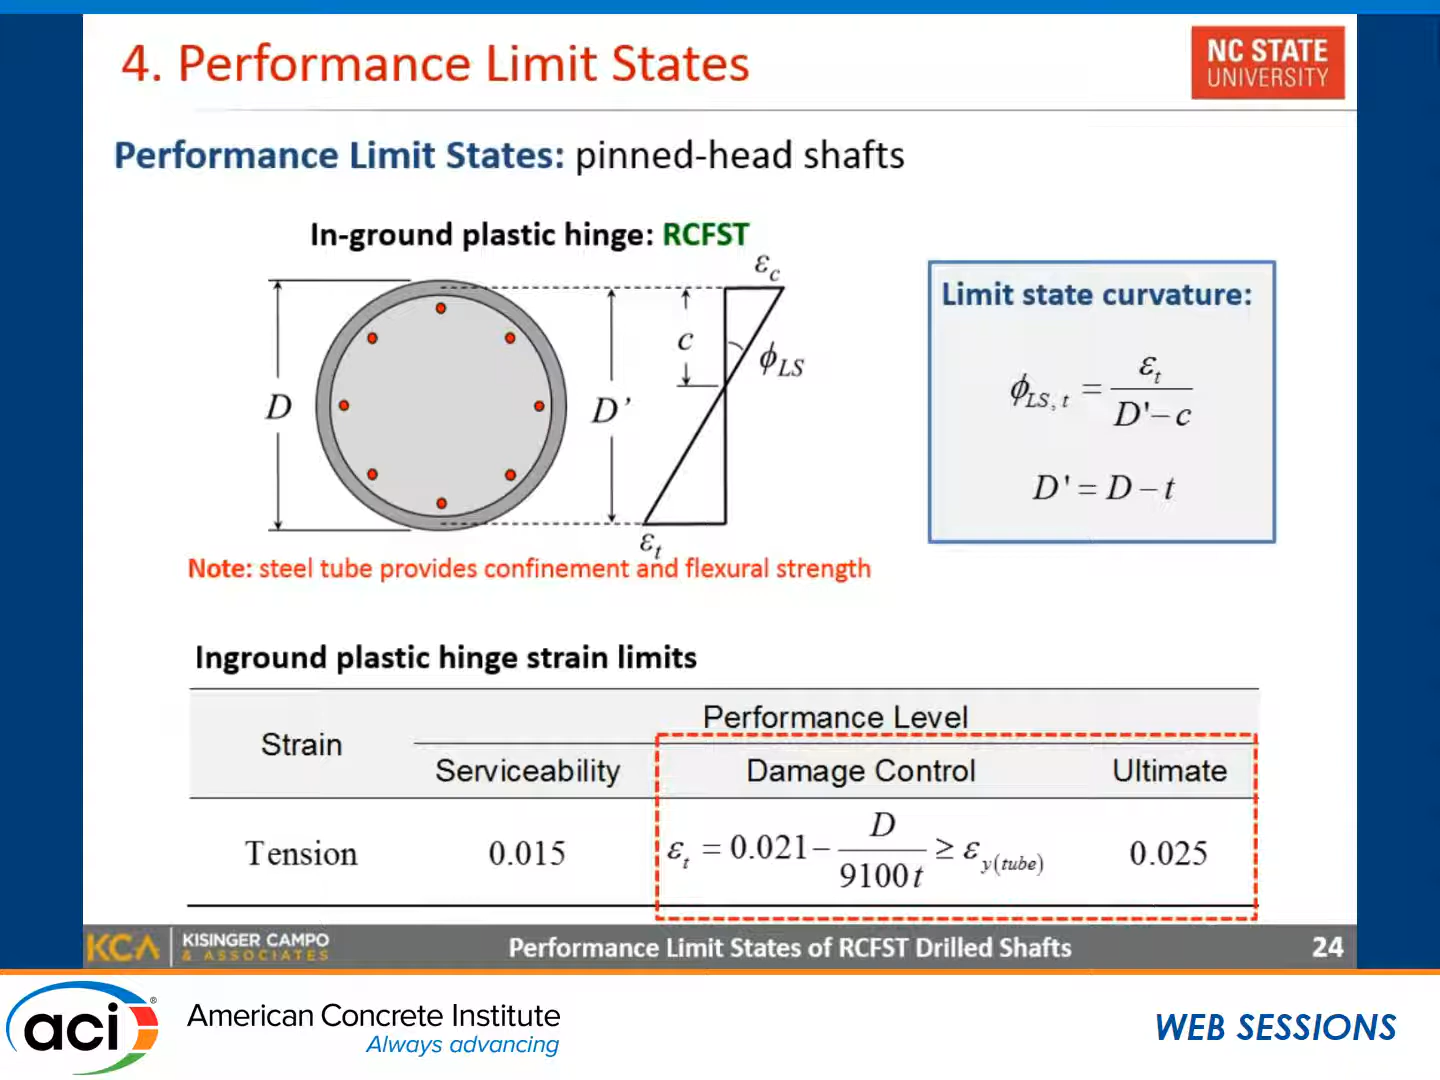 4. Performance Limit States
NC STATE
UNIVERSITY
Performance Limit States: pinned-head shafts
In-ground plastic hinge: RCFST
εc
c
ϕLS
D
D’
εt
Limit state curvature:
ϕLS, t = εt / (D'– c)
D' = D – t
Note: steel tube provides confinement and flexural strength
Inground plastic hinge strain limits
Strain
Performance Level
Serviceability Damage Control Ultimate
Tension 0.015 εt = 0.021 – D / 9100t ≥ εy(tube) 0.025
KCA KISINGER CAMPO
& ASSOCIATES
Performance Limit States of RCFST Drilled Shafts
24
aci®
American Concrete Institute
Always advancing
WEB SESSIONS